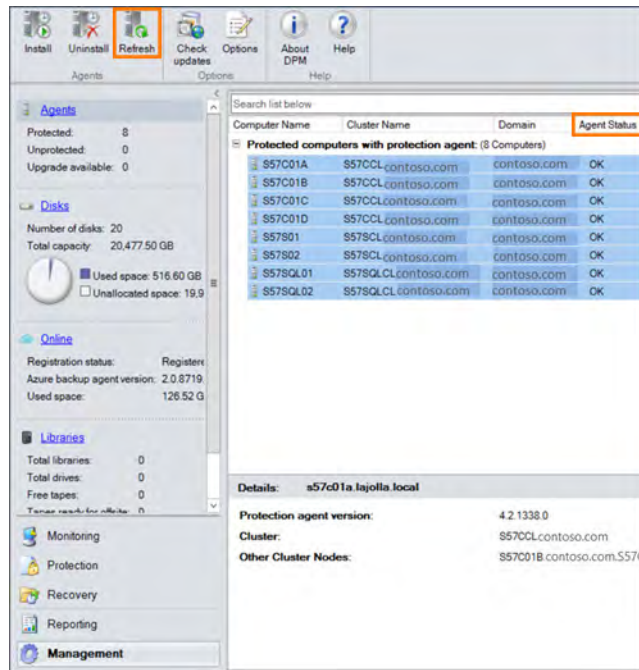 Install Uninstall Refresh Check updates Options About DPM Help
Agents Options Help
Agents
Protected: 8
Unprotected: 0
Upgrade available: 0
Disks
Number of disks: 20
Total capacity: 20,477.50 GB
Used space: 516.60 GB
Unallocated space: 19,9
Online
Registration status: Registere
Azure backup agent version: 2.0.8719
Used space: 126.52 G
Libraries
Total libraries: 0
Total drives: 0
Free tapes: 0
Tapes ready for offsite: 0
Monitoring
Protection
Recovery
Reporting
Management
Search list below
Computer Name Cluster Name Domain Agent Status
Protected computers with protection agent: (8 Computers)
S57C01A S57CCL contoso.com contoso.com OK
S57C01B S57CCL contoso.com contoso.com OK
S57C01C S57CCL contoso.com contoso.com OK
S57C01D S57CCL contoso.com contoso.com OK
S57S01 S57SCL contoso.com contoso.com OK
S57S02 S57SCL contoso.com contoso.com OK
S57SQL01 S57SQLCL contoso.com contoso.com OK
S57SQL02 S57SQLCL contoso.com contoso.com OK
Details: s57c01a.lajolla.local
Protection agent version: 4.2.1338.0
Cluster: S57CCL contoso.com
Other Cluster Nodes: S57C01B contoso.com.S57